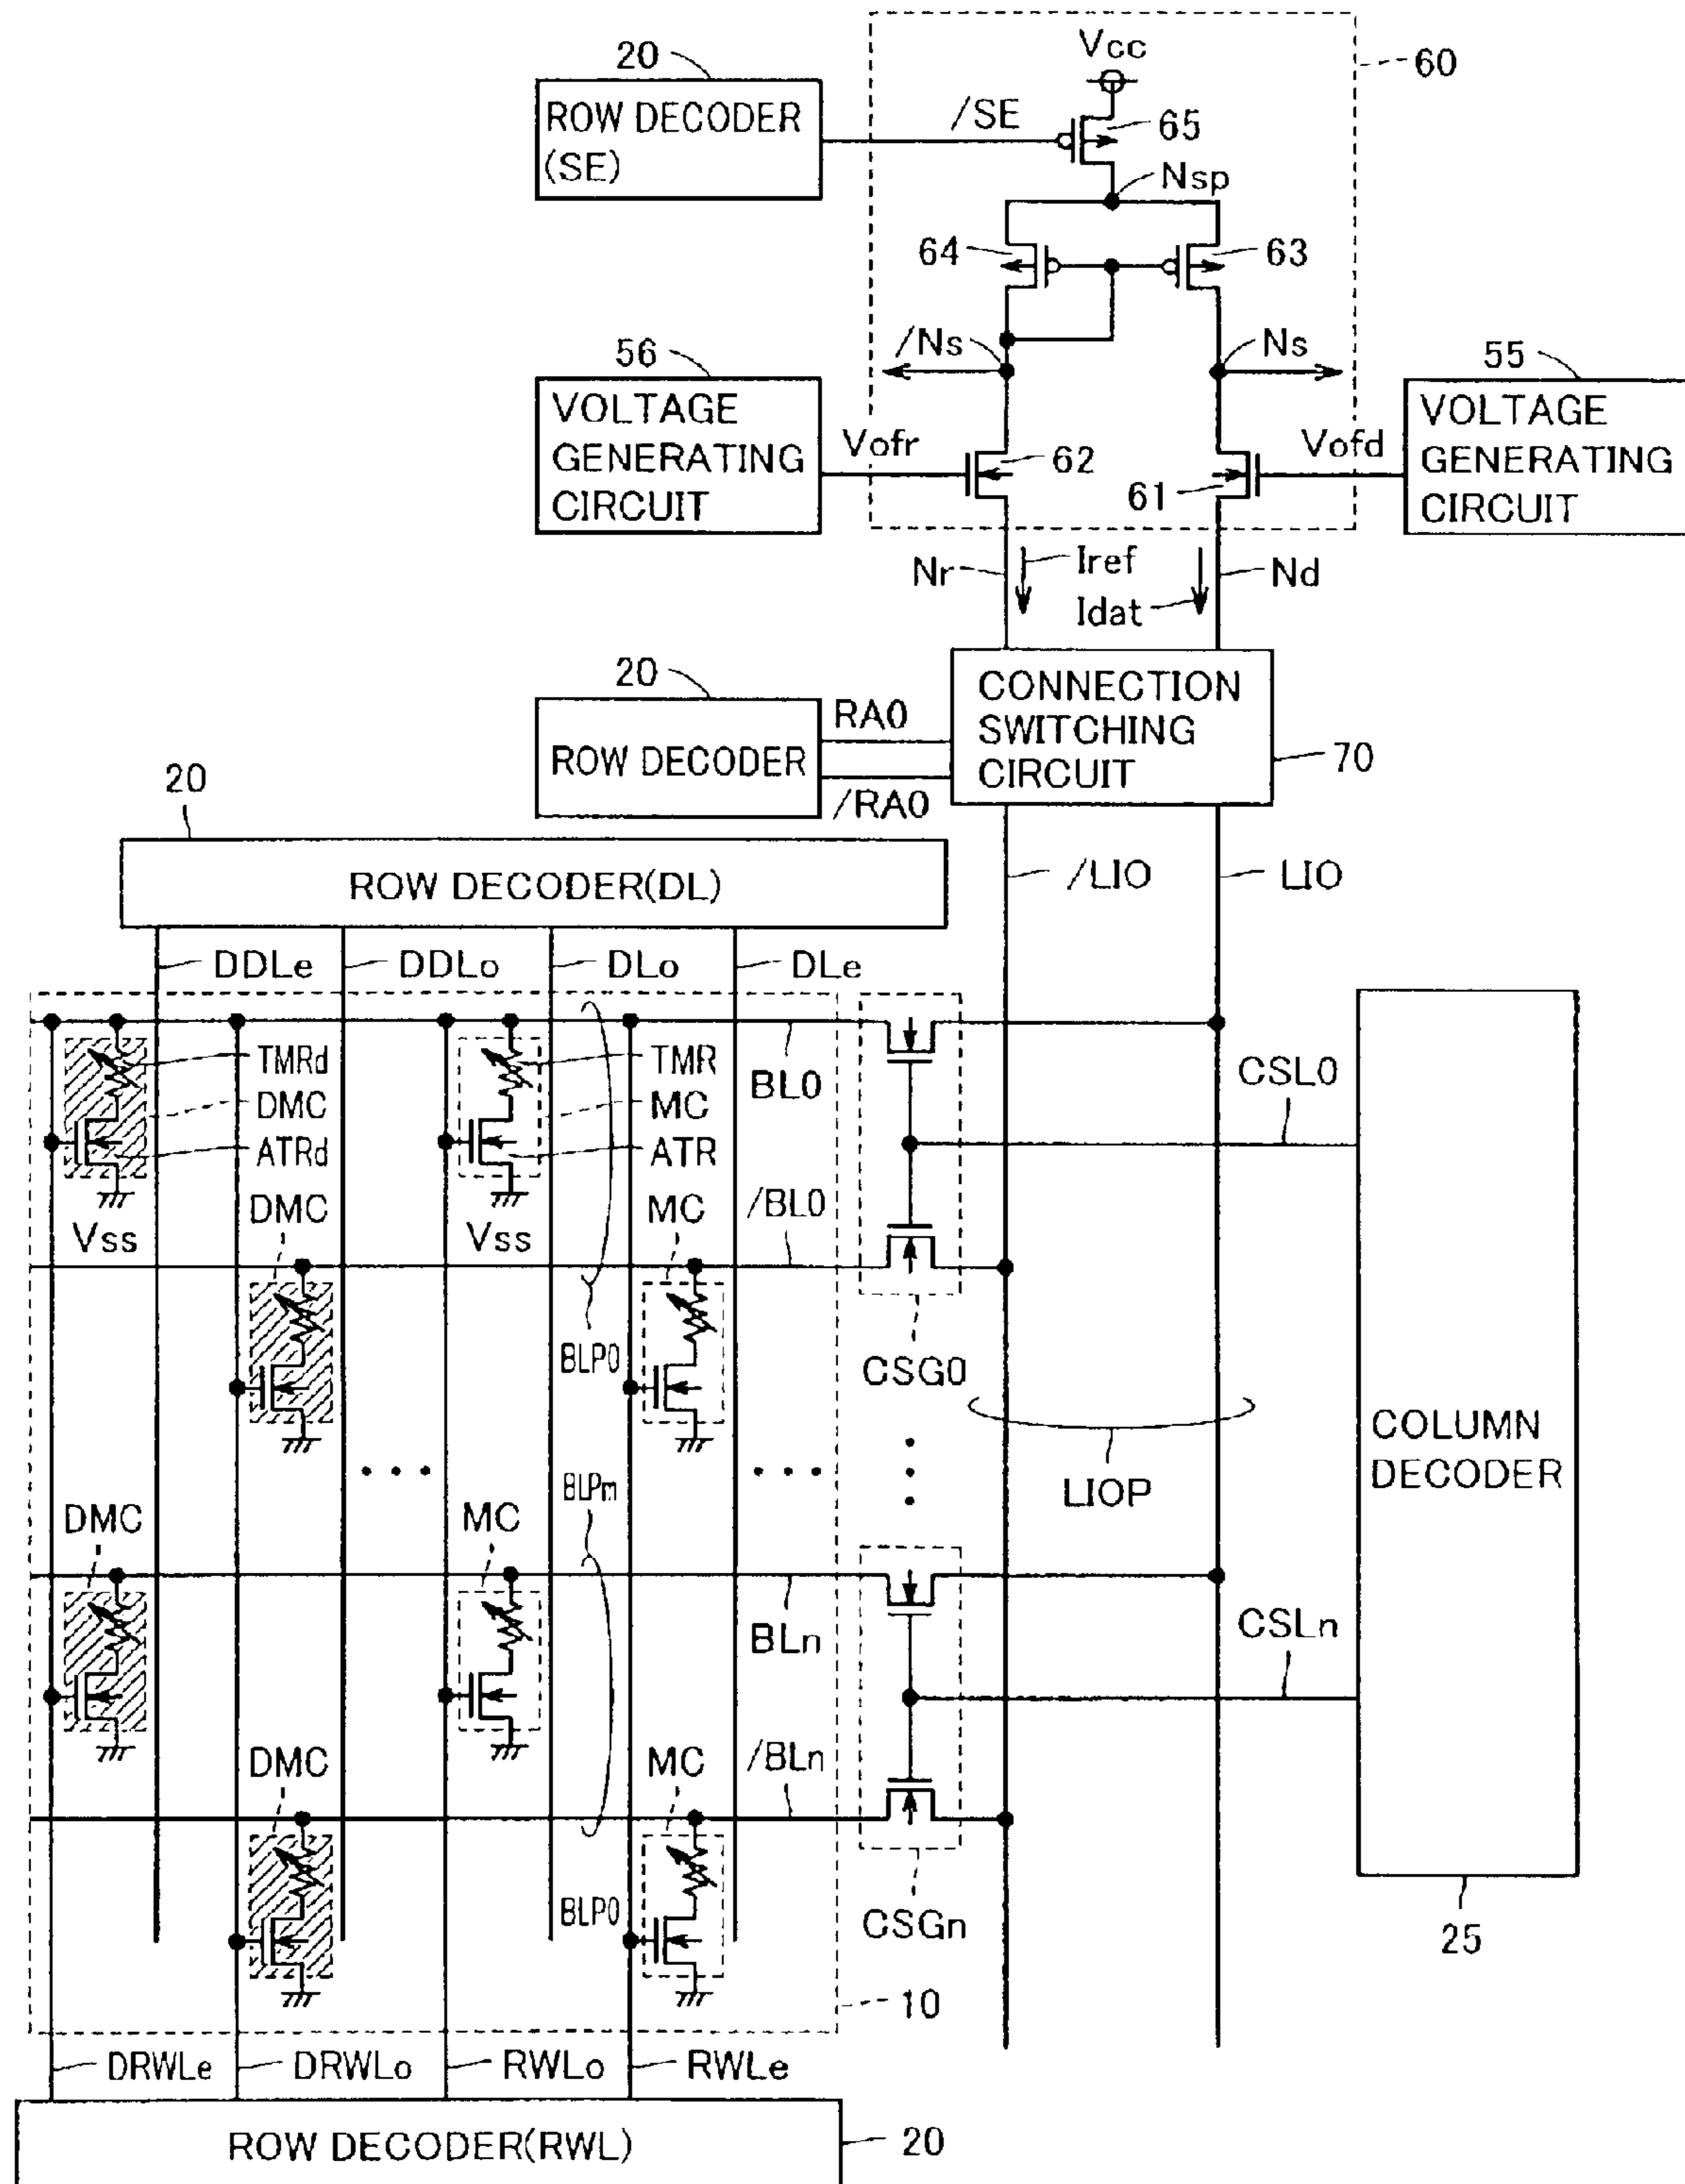 Vcc
60
20
ROW DECODER
(SE)
/SE
65
Nsp
64
63
/Ns
Ns
56
VOLTAGE
GENERATING
CIRCUIT
Vofr
62
61
Vofd
55
VOLTAGE
GENERATING
CIRCUIT
Nr
Iref
Idat
Nd
20
ROW DECODER
RA0
/RA0
CONNECTION
SWITCHING
CIRCUIT
70
20
ROW DECODER(DL)
/LIO
LIO
DDLe
DDLo
DLo
DLe
TMRd
DMC
ATRd
TMR
MC
ATR
BL0
CSL0
Vss
DMC
Vss
MC
/BL0
BLP0
CSG0
LIOP
COLUMN
DECODER
BLPm
DMC
MC
BLn
CSLn
DMC
MC
/BLn
BLP0
CSGn
25
10
DRWLe
DRWLo
RWLo
RWLe
ROW DECODER(RWL)
20